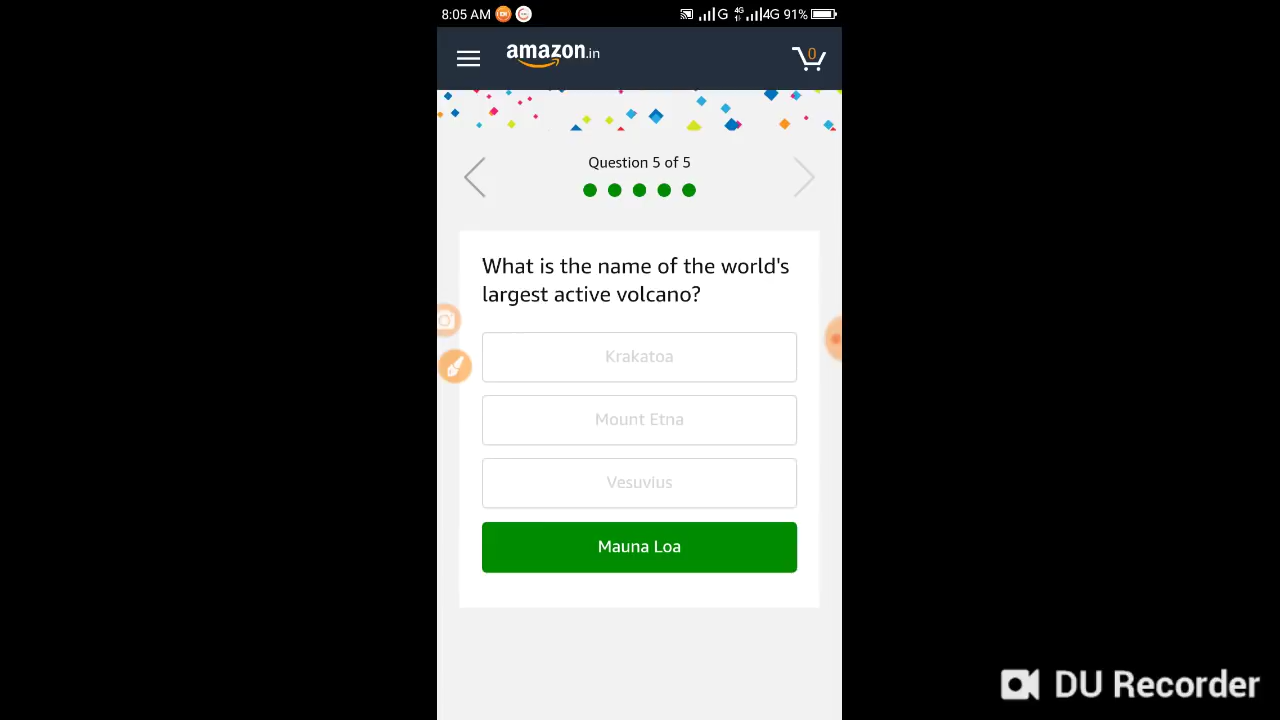 8:05 AM
G 4G 4G 91%
amazon.in
0
Question 5 of 5
What is the name of the world's
largest active volcano?
Krakatoa
Mount Etna
Vesuvius
Mauna Loa
DU Recorder